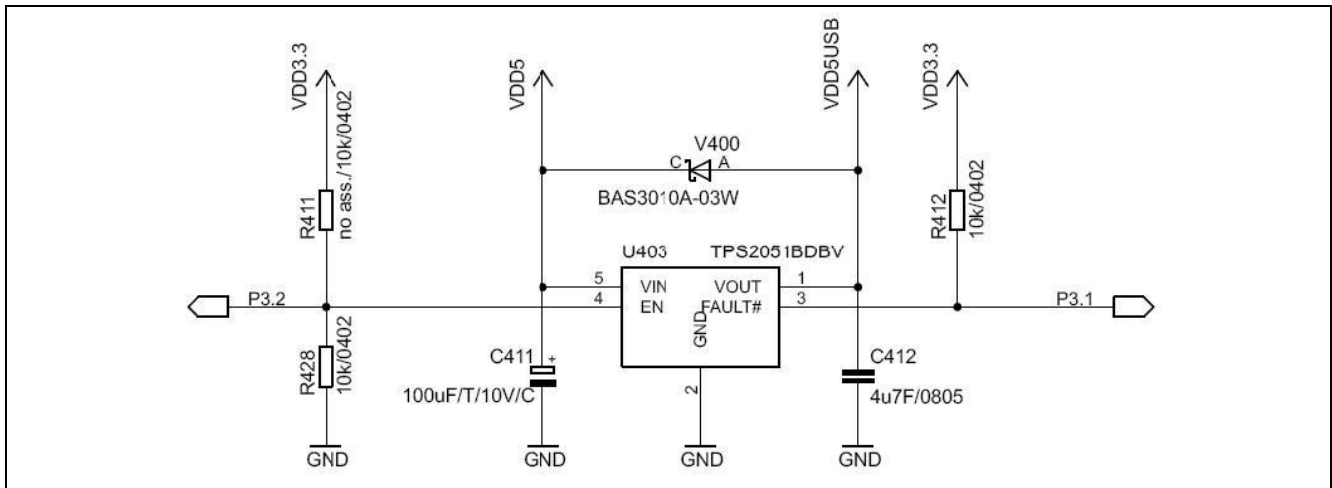 VDD3.3
VDD5
VDD5USB
VDD3.3
R411
no ass./10k/0402
V400
C
A
BAS3010A-03W
R412
10k/0402
U403
TPS2051BDBV
5
VIN
VOUT
1
P3.2
4
EN
FAULT#
3
P3.1
GND
R428
10k/0402
C411
+
100uF/T/10V/C
2
C412
4u7F/0805
GND
GND
GND
GND